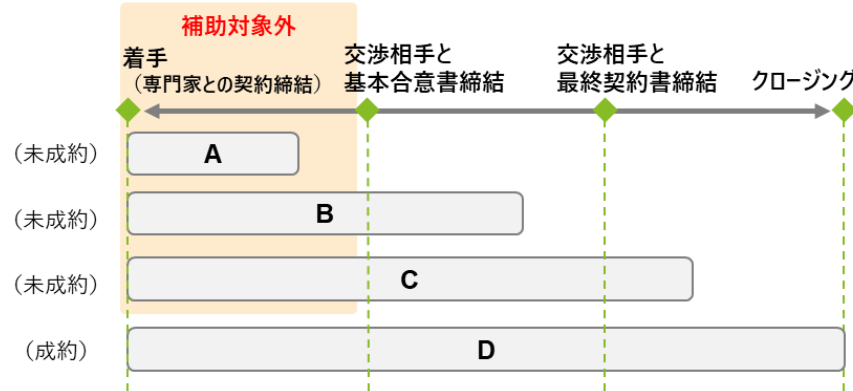 補助対象外
着手
（専門家との契約締結）
交渉相手と
基本合意書締結
交渉相手と
最終契約書締結
クロージング
（未成約） A
（未成約） B
（未成約） C
（成約） D